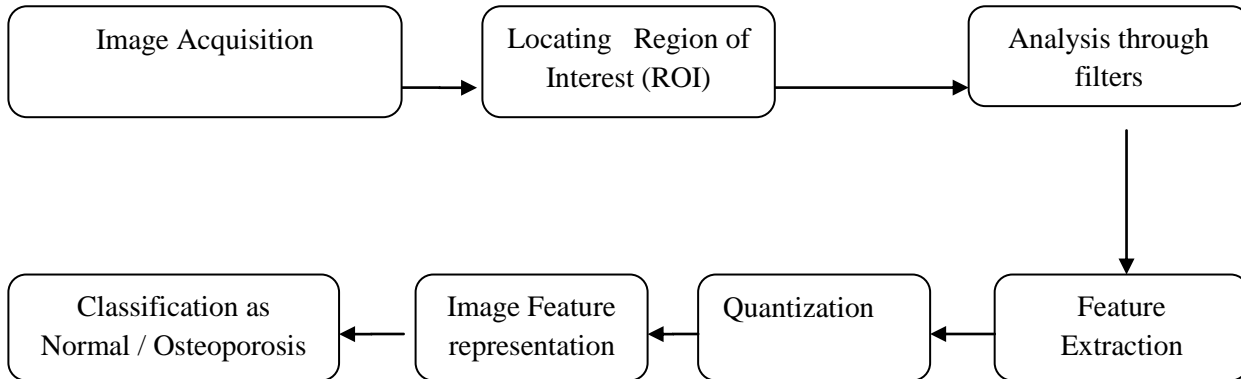 Image Acquisition
Locating Region of
Interest (ROI)
Analysis through
filters
Feature
Extraction
Quantization
Image Feature
representation
Classification as
Normal / Osteoporosis